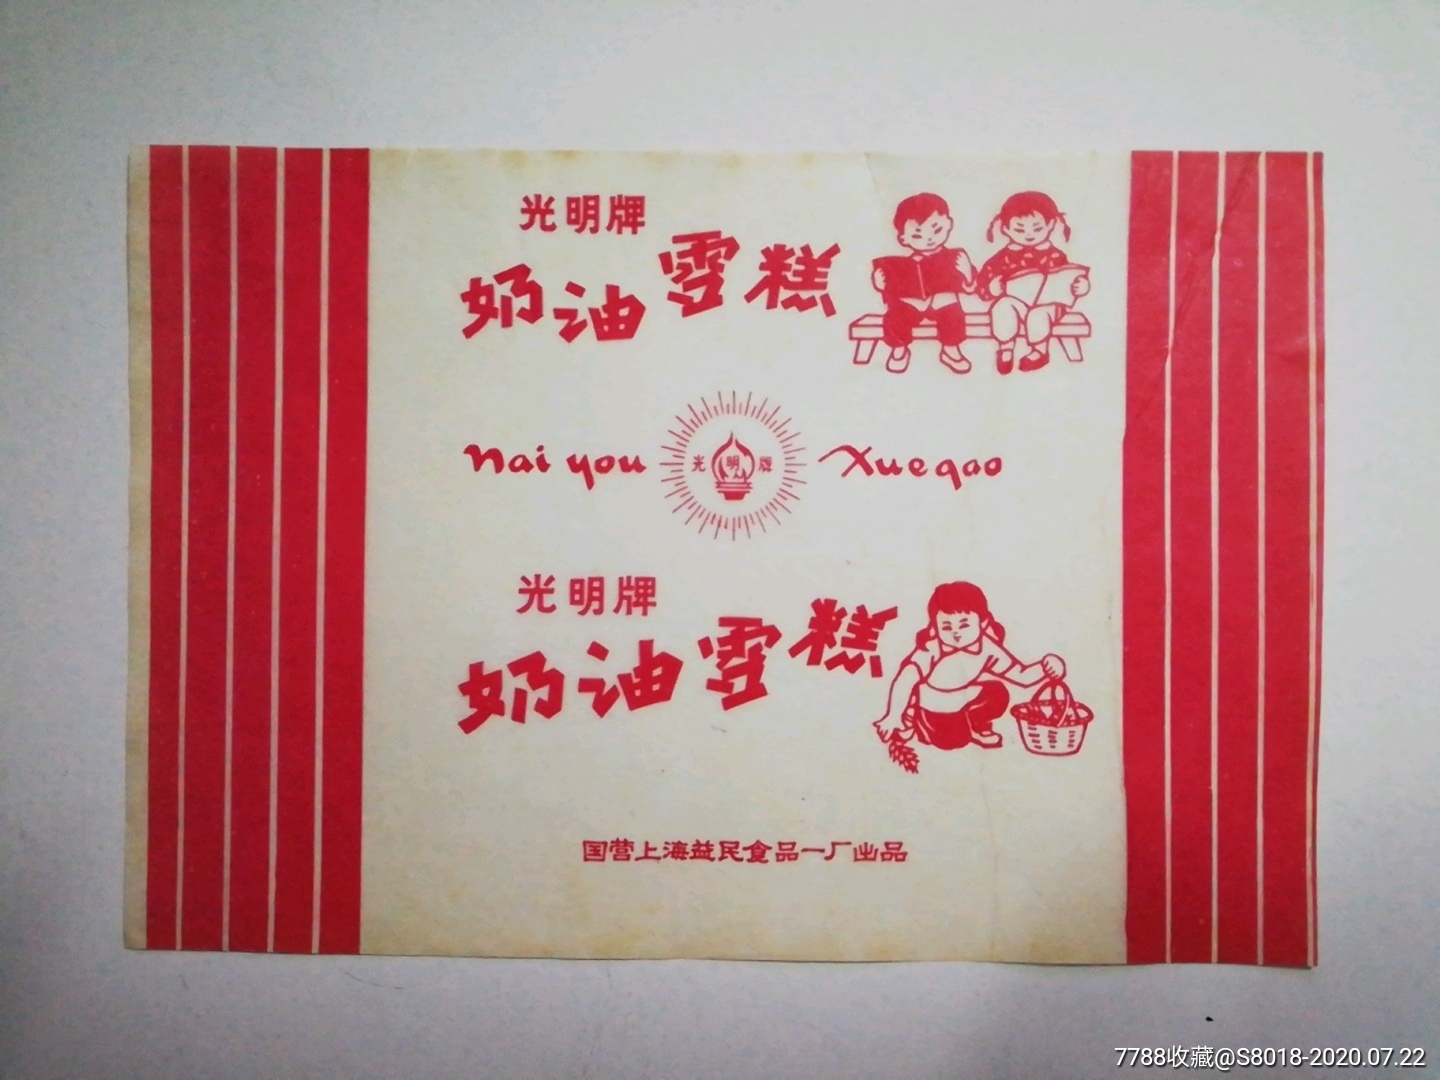 光明牌
奶油雪糕
Nai you 光明牌 Xuegao
光明牌
奶油雪糕
国营上海益民食品一厂出品
7788收藏@S8018-2020.07.22